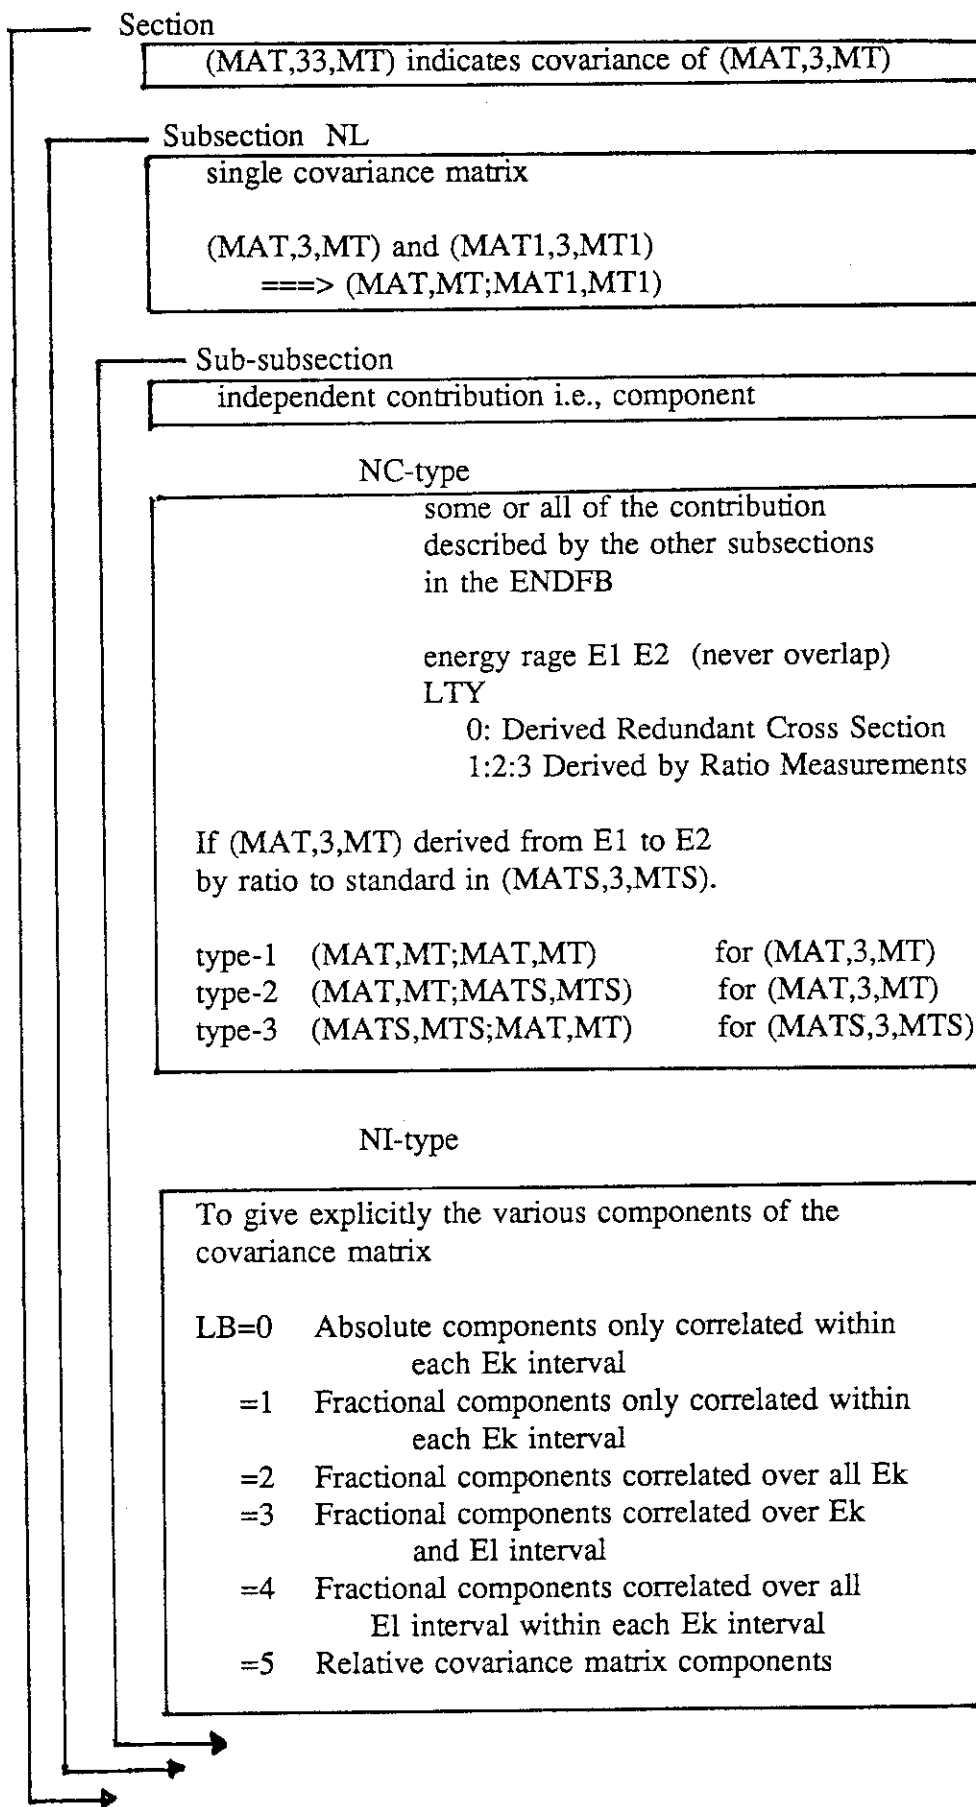 Section
(MAT,33,MT) indicates covariance of (MAT,3,MT)
Subsection NL
single covariance matrix
(MAT,3,MT) and (MAT1,3,MT1)
===> (MAT,MT;MAT1,MT1)
Sub-subsection
independent contribution i.e., component
NC-type
some or all of the contribution
described by the other subsections
in the ENDFB
energy rage E1 E2 (never overlap)
LTY
0: Derived Redundant Cross Section
1:2:3 Derived by Ratio Measurements
If (MAT,3,MT) derived from E1 to E2
by ratio to standard in (MATS,3,MTS).
type-1 (MAT,MT;MAT,MT) for (MAT,3,MT)
type-2 (MAT,MT;MATS,MTS) for (MAT,3,MT)
type-3 (MATS,MTS;MAT,MT) for (MATS,3,MTS)
NI-type
To give explicitly the various components of the
covariance matrix
LB=0 Absolute components only correlated within
each Ek interval
=1 Fractional components only correlated within
each Ek interval
=2 Fractional components correlated over all Ek
=3 Fractional components correlated over Ek
and El interval
=4 Fractional components correlated over all
El interval within each Ek interval
=5 Relative covariance matrix components